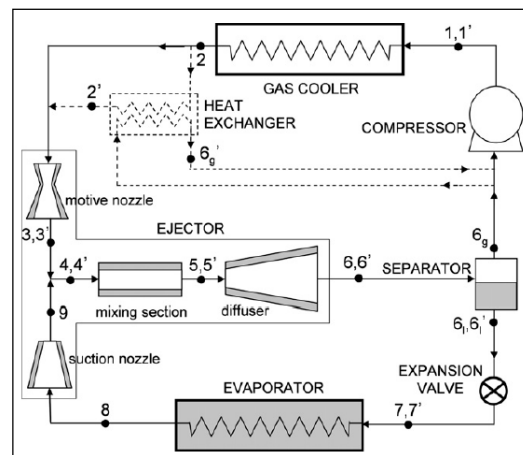 1,1'
2
GAS COOLER
2'
HEAT
EXCHANGER
COMPRESSOR
6g'
motive nozzle
EJECTOR
3,3'
6g
4,4'
5,5'
6,6'
SEPARATOR
9
mixing section
diffuser
6l,6l'
suction nozzle
EXPANSION
VALVE
EVAPORATOR
8
7,7'